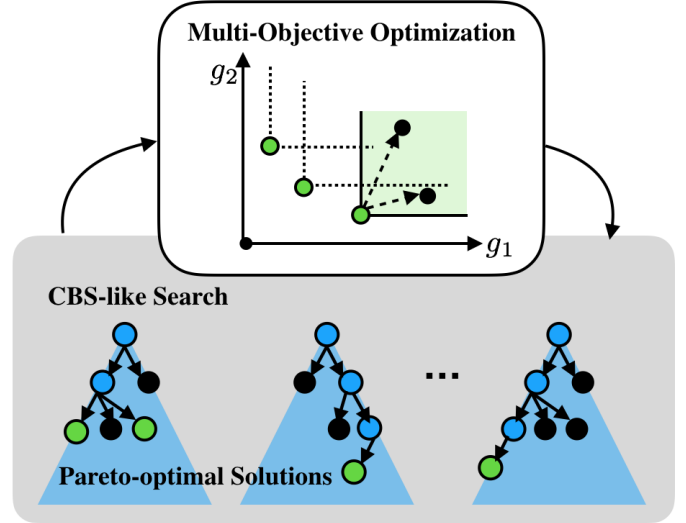 Multi-Objective Optimization
g2
g1
CBS-like Search
...
Pareto-optimal Solutions